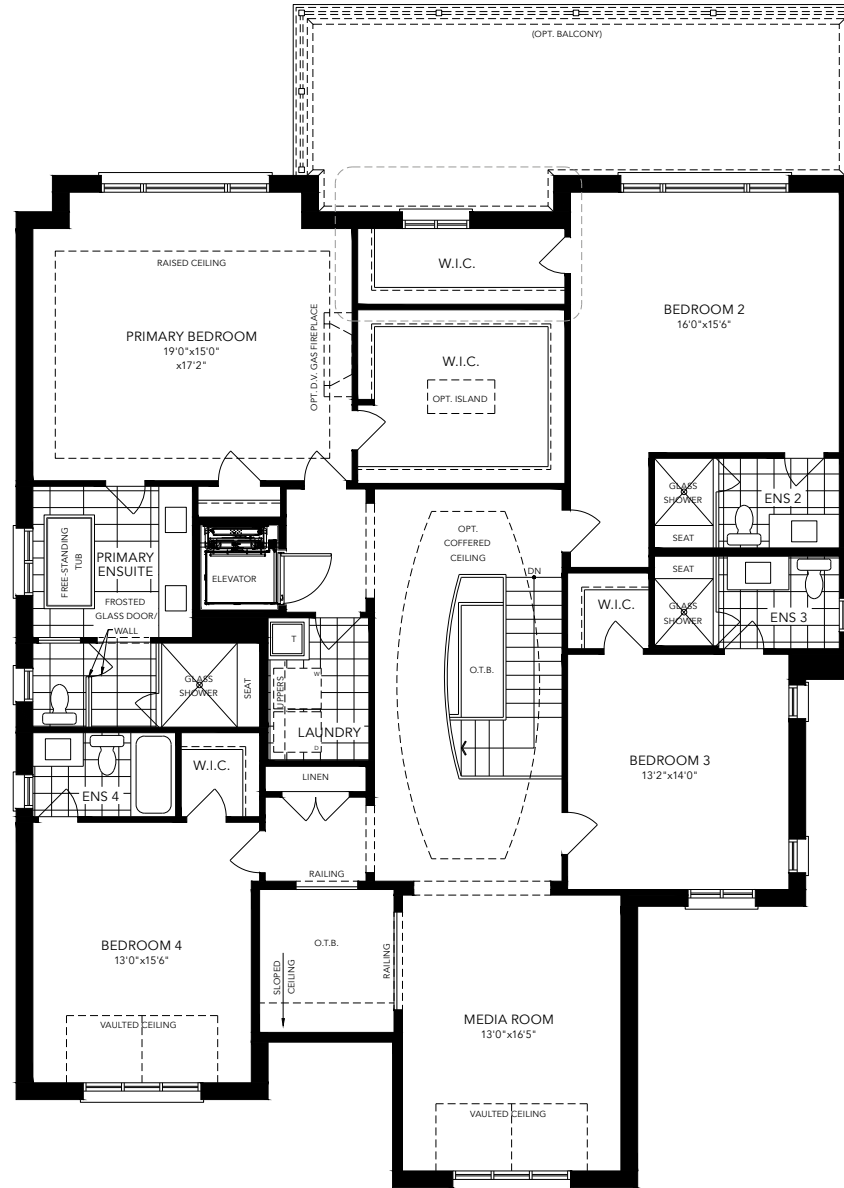 (OPT. BALCONY)
RAISED CEILING
PRIMARY BEDROOM
19'0"x15'0"
x17'2"
OPT. D.V. GAS FIREPLACE
W.I.C.
W.I.C.
OPT. ISLAND
BEDROOM 2
16'0"x15'6"
GLASS
SHOWER
SEAT
ENS 2
FREE-STANDING
TUB
PRIMARY
ENSUITE
FROSTED
GLASS DOOR/
WALL
ELEVATOR
OPT.
COFFERED
CEILING
DN
O.T.B.
W.I.C.
SEAT
GLASS
SHOWER
ENS 3
GLASS
SHOWER
SEAT
T
UPPERS
W
D
LAUNDRY
LINEN
ENS 4
W.I.C.
BEDROOM 3
13'2"x14'0"
RAILING
BEDROOM 4
13'0"x15'6"
VAULTED CEILING
O.T.B.
SLOPED
CEILING
RAILING
MEDIA ROOM
13'0"x16'5"
VAULTED CEILING